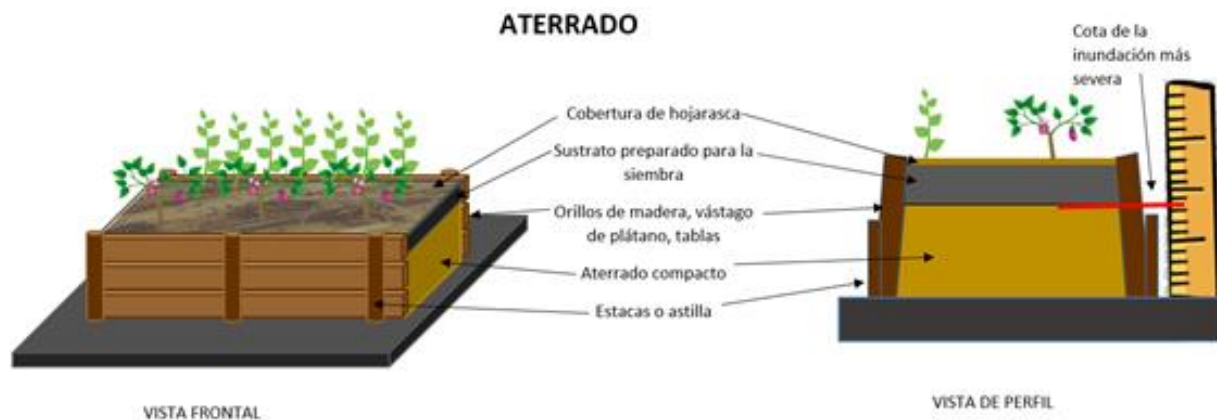 ATERRADO
Cota de la
inundación más
severa
Cobertura de hojarasca
Sustrato preparado para la
siembra
Orillos de madera, vástago
de plátano, tablas
Aterrado compacto
Estacas o astilla
VISTA FRONTAL
VISTA DE PERFIL